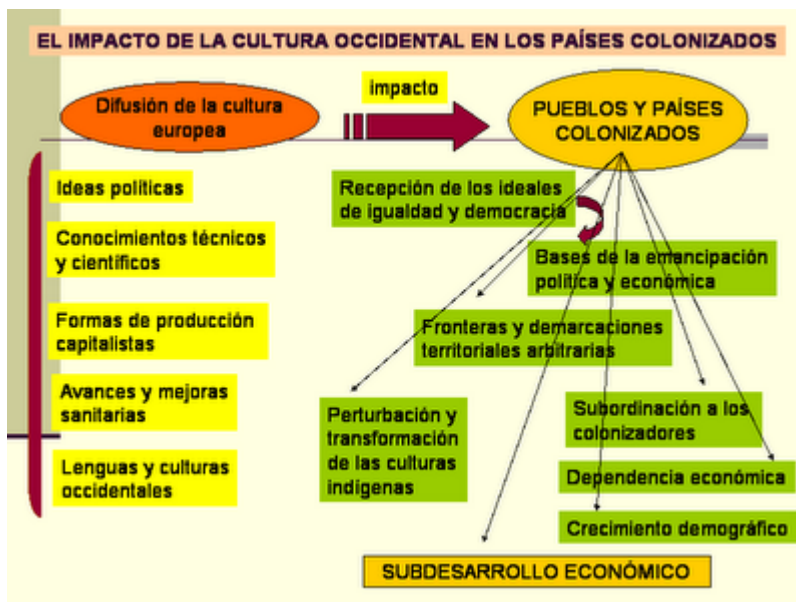 EL IMPACTO DE LA CULTURA OCCIDENTAL EN LOS PAÍSES COLONIZADOS
Difusión de la cultura
europea
impacto
PUEBLOS Y PAÍSES
COLONIZADOS
Ideas políticas
Conocimientos técnicos
y científicos
Formas de producción
capitalistas
Avances y mejoras
sanitarias
Lenguas y culturas
occidentales
Recepción de los ideales
de igualdad y democracia
Bases de la emancipación
política y económica
Fronteras y demarcaciones
territoriales arbitrarias
Perturbación y
transformación
de las culturas
indígenas
Subordinación a los
colonizadores
Dependencia económica
Crecimiento demográfico
SUBDESARROLLO ECONÓMICO